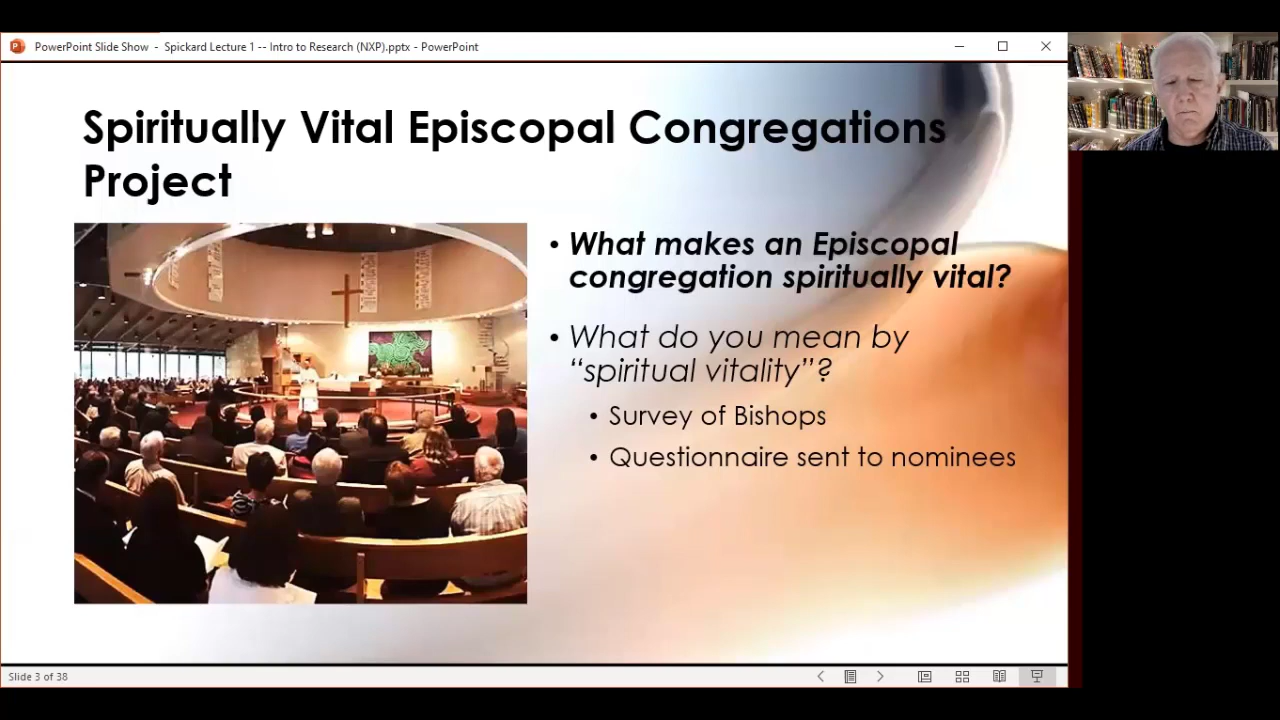 PowerPoint Slide Show - Spickard Lecture 1 -- Intro to Research (NXP).pptx - PowerPoint
Spiritually Vital Episcopal Congregations
Project
• What makes an Episcopal
congregation spiritually vital?
• What do you mean by
“spiritual vitality”?
• Survey of Bishops
• Questionnaire sent to nominees
Slide 3 of 38